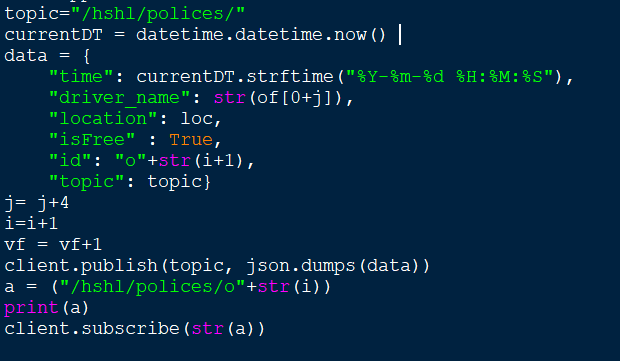 topic="/hshl/polices/"
currentDT = datetime.datetime.now()
data = {
    "time": currentDT.strftime("%Y-%m-%d %H:%M:%S"),
    "driver_name": str(of[0+j]),
    "location": loc,
    "isFree" : True,
    "id": "o"+str(i+1),
    "topic": topic}
j= j+4
i=i+1
vf = vf+1
client.publish(topic, json.dumps(data))
a = ("/hshl/polices/o"+str(i))
print(a)
client.subscribe(str(a))